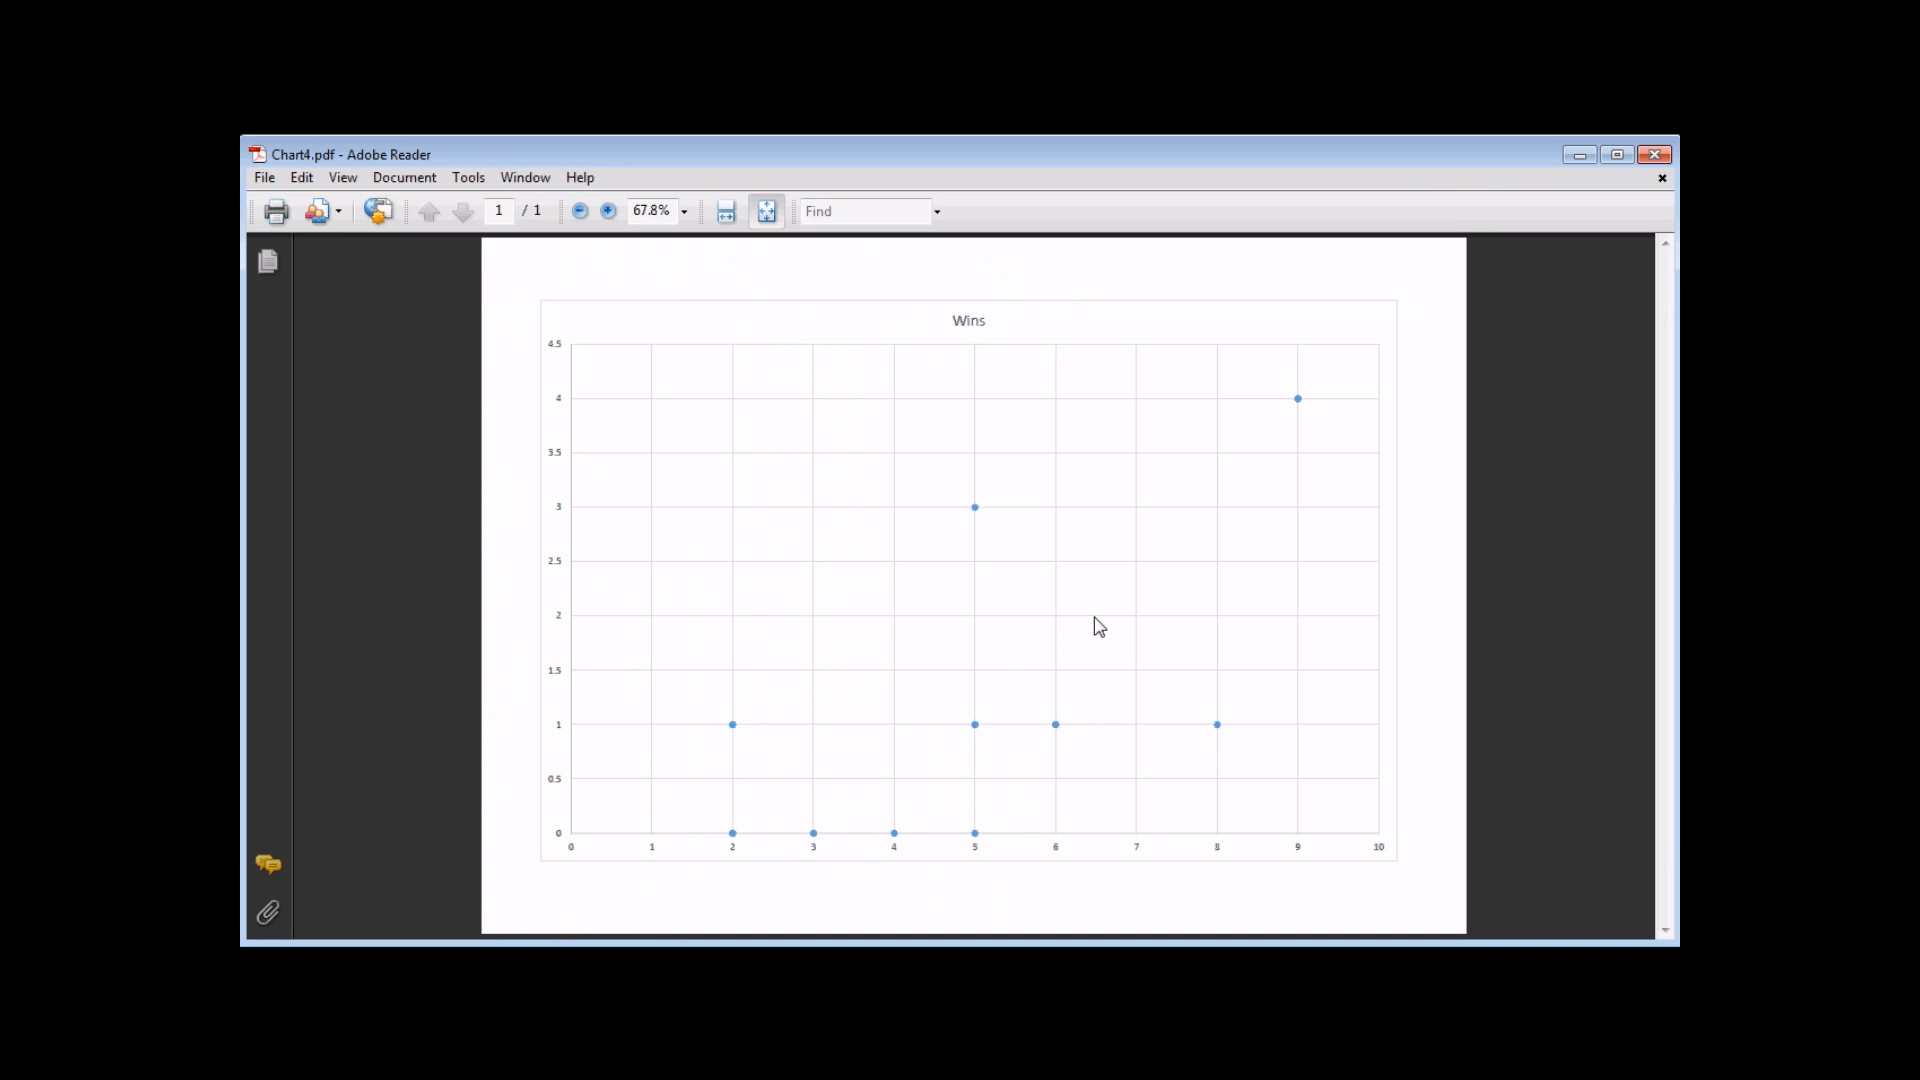 Chart4.pdf - Adobe Reader
File Edit View Document Tools Window Help
1 / 1 67.8% Find
Wins
4.5
4
3.5
3
2.5
2
1.5
1
0.5
0
0 1 2 3 4 5 6 7 8 9 10